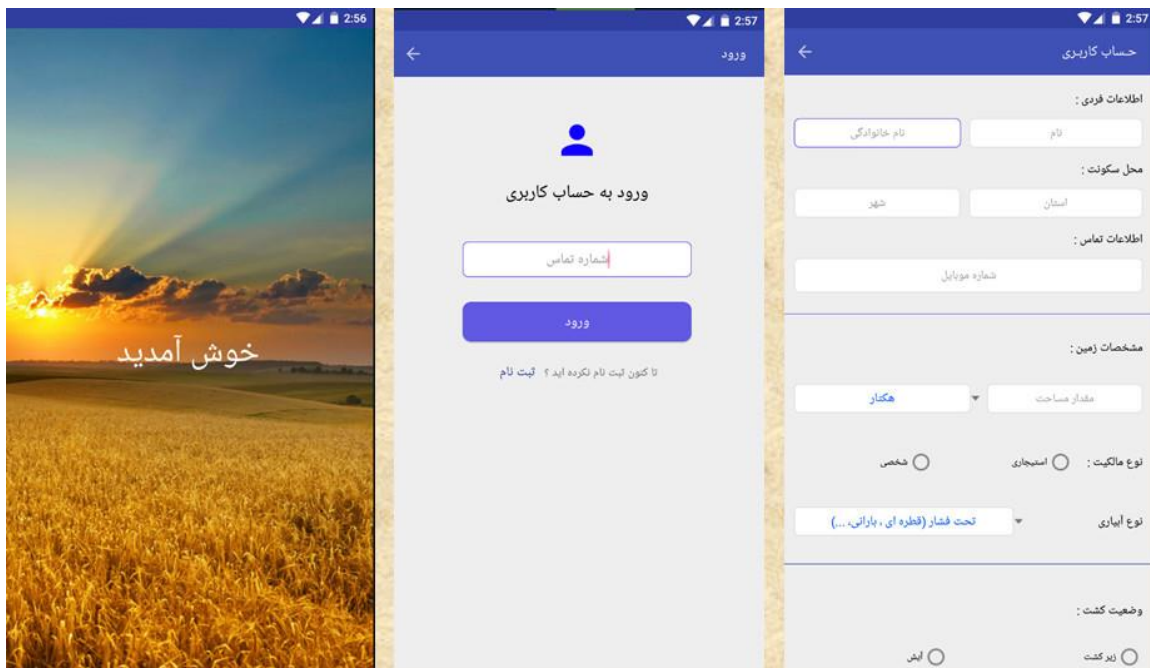 2:56
خوش آمدید
2:57
ورود
ورود به حساب کاربری
شماره تماس
ورود
تا کنون ثبت نام نکرده اید ؟ ثبت نام
2:57
حساب کاربری
اطلاعات فردی :
نام نام خانوادگی
محل سکونت :
استان شهر
اطلاعات تماس :
شماره موبایل
مشخصات زمین :
مقدار مساحت هکتار
نوع مالکیت : استیجاری شخصی
نوع آبیاری تحت فشار (قطره ای ، بارانی، ...)
وضعیت کشت :
زیر کشت آیش